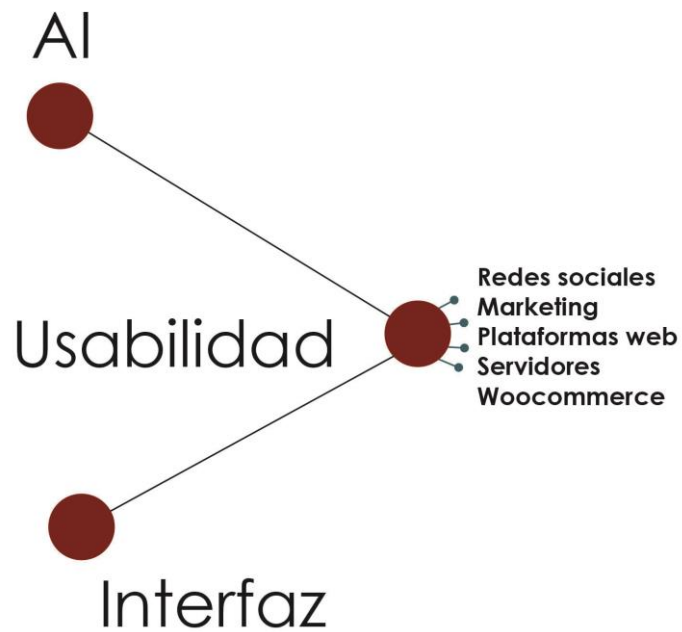 AI
Usabilidad
Redes sociales
Marketing
Plataformas web
Servidores
Woocommerce
Interfaz